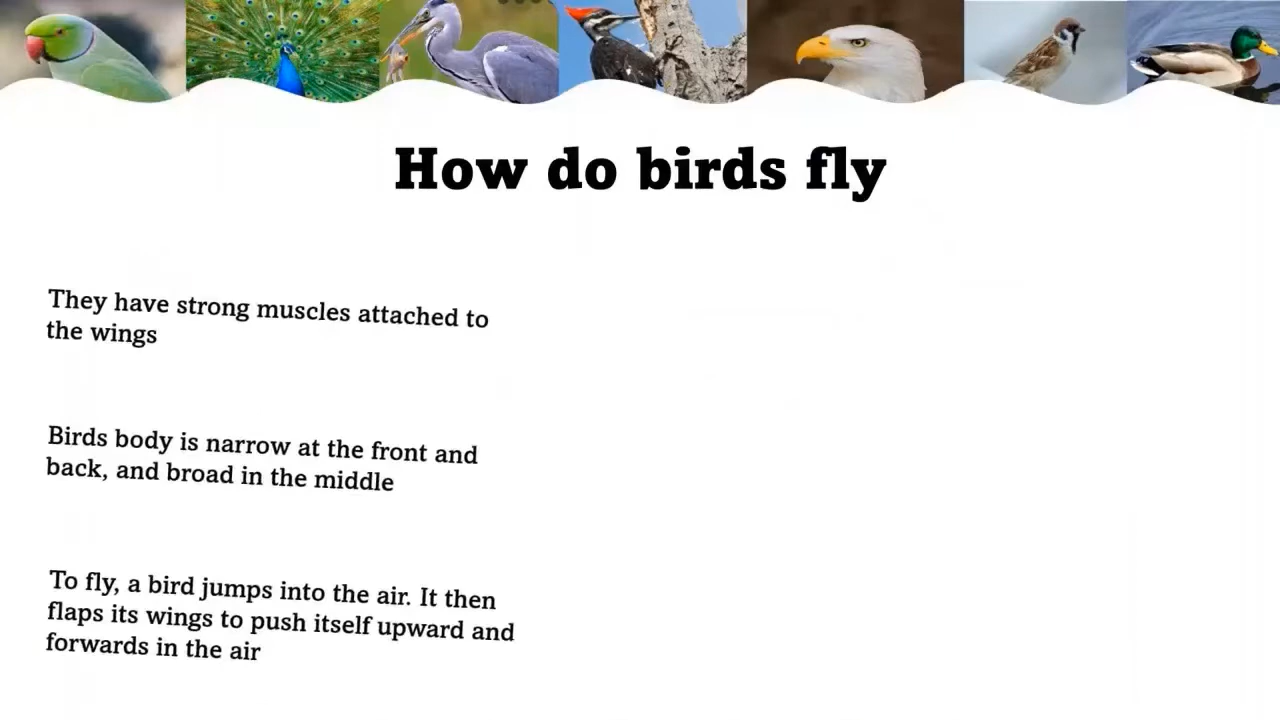 How do birds fly
They have strong muscles attached to
the wings
Birds body is narrow at the front and
back, and broad in the middle
To fly, a bird jumps into the air. It then
flaps its wings to push itself upward and
forwards in the air